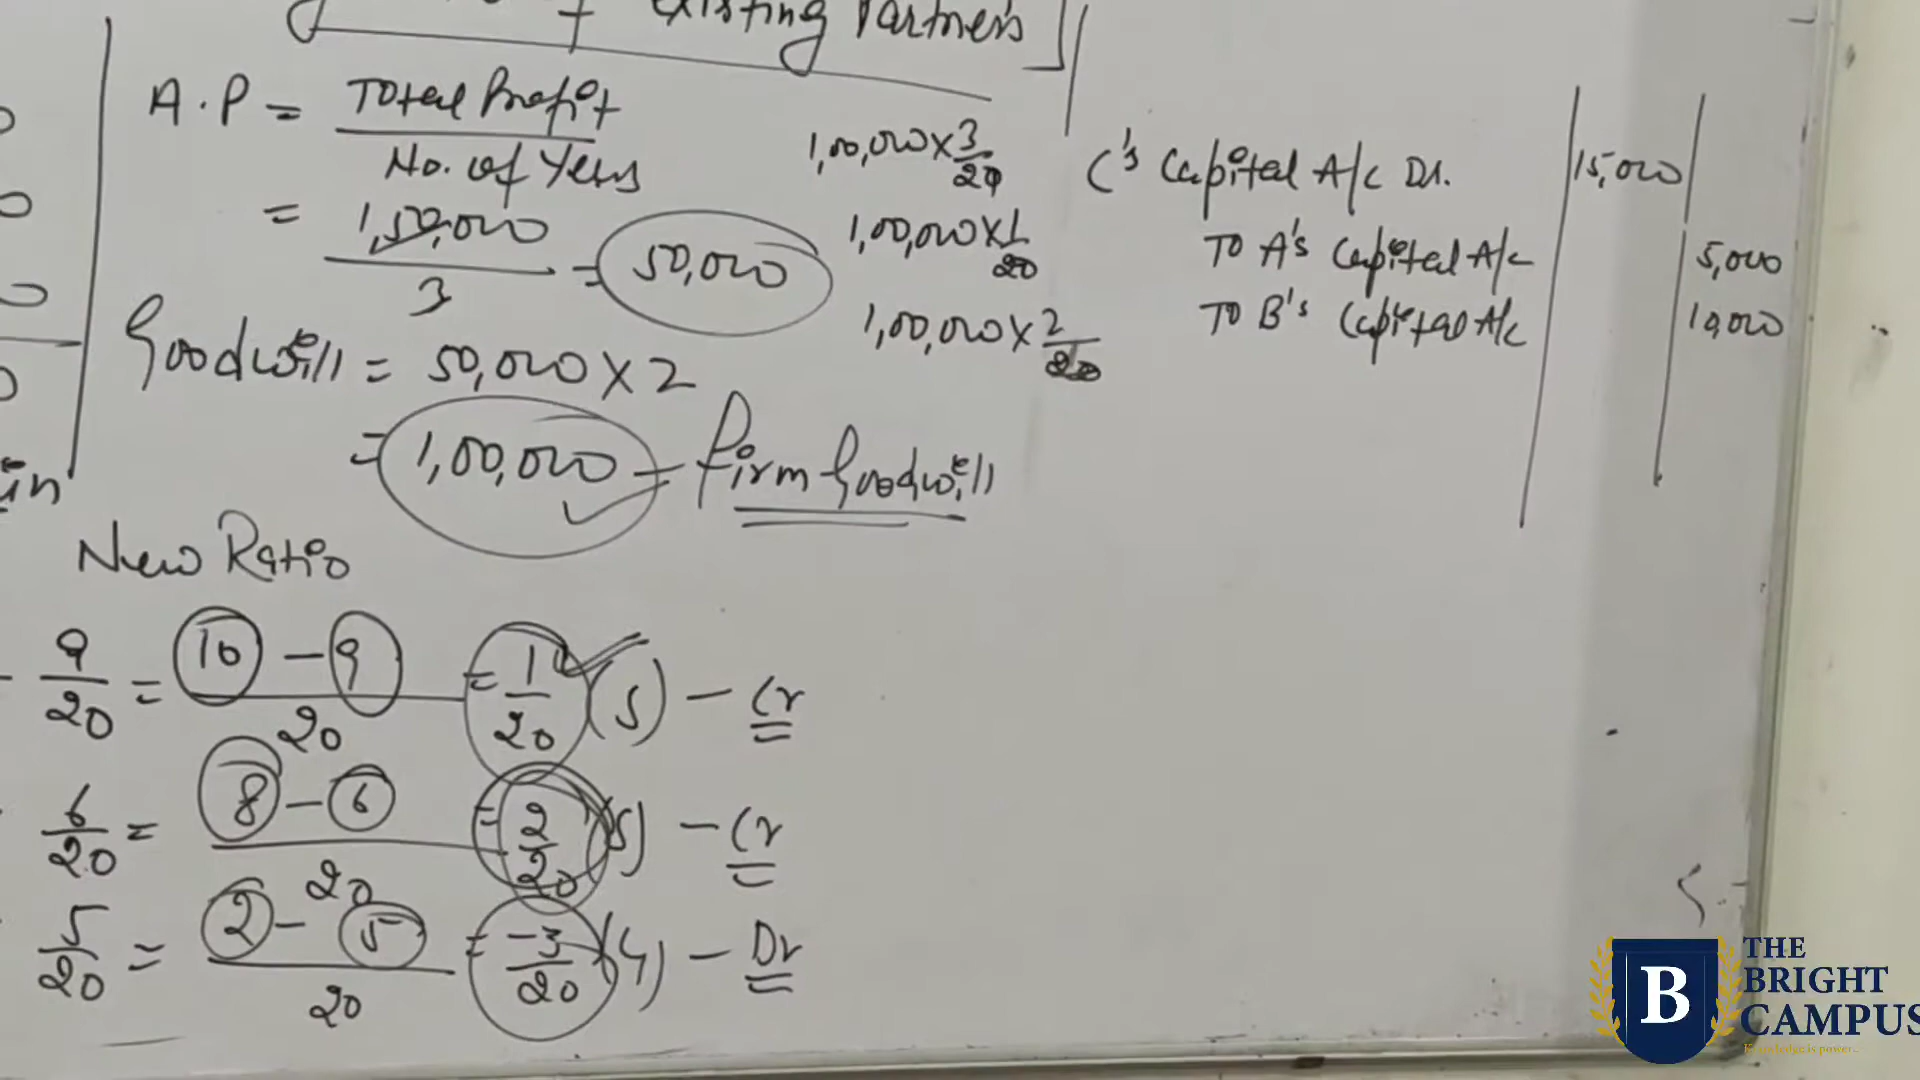 existing Partners ]
A.P = Total Profit
No. of Years
= 1,50,000
3
= 50,000
Goodwill = 50,000 × 2
= 1,00,000 - Firm Goodwill
1,00,000 × 3/20
1,00,000 × 1/20
1,00,000 × 2/20
C's Capital A/c Dr. 15,000
To A's Capital A/c 5,000
To B's Capital A/c 10,000
New Ratio
- 9/20 = 10 - 9 / 20 = 1/20 (S) - Cr
6/20 = 8 - 6 / 20 = 2/20 (S) - Cr
5/20 = 2 - 5 / 20 = -3/20 (G) - Dr
B
THE
BRIGHT
CAMPUS
Knowledge is power..